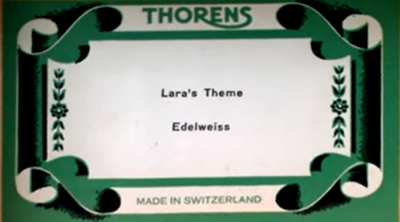 THORENS
Lara's Theme
Edelweiss
MADE IN SWITZERLAND